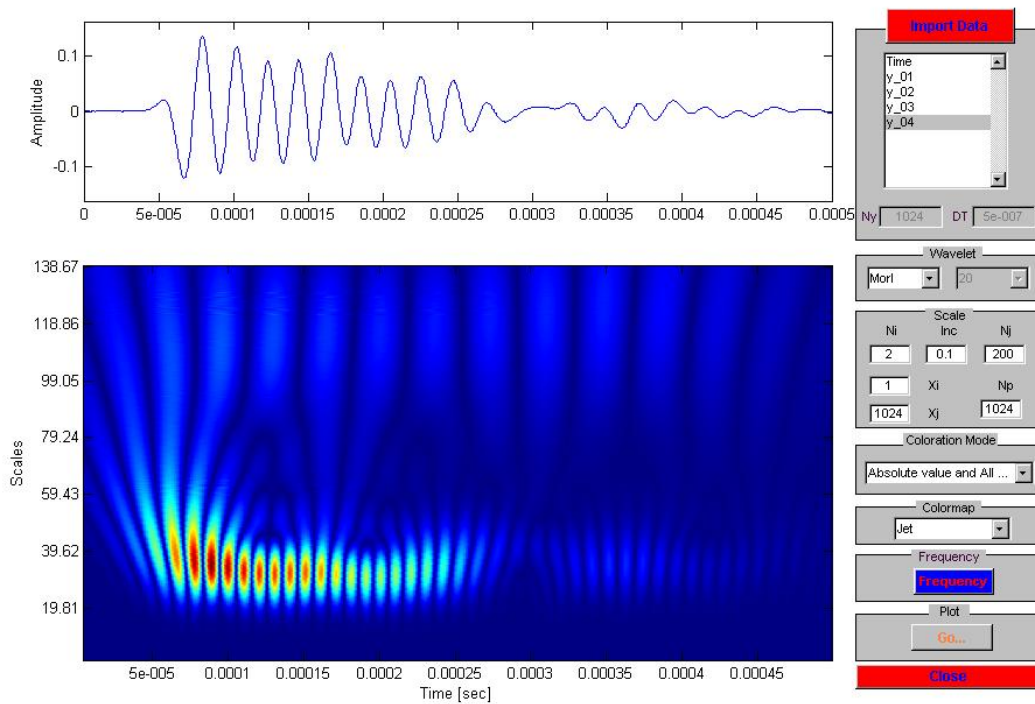 Amplitude
0.1
0
-0.1
0 5e-005 0.0001 0.00015 0.0002 0.00025 0.0003 0.00035 0.0004 0.00045 0.0005
Scales
138.67
118.86
99.05
79.24
59.43
39.62
19.81
5e-005 0.0001 0.00015 0.0002 0.00025 0.0003 0.00035 0.0004 0.00045
Time [sec]
Import Data
Time
y_01
y_02
y_03
y_04
Ny 1024 DT 5e-007
Wavelet
Morl 20
Scale
Ni Inc Nj
2 0.1 200
1 Xi Np
1024 Xj 1024
Coloration Mode
Absolute value and All ...
Colormap
Jet
Frequency
Frequency
Plot
Go...
Close